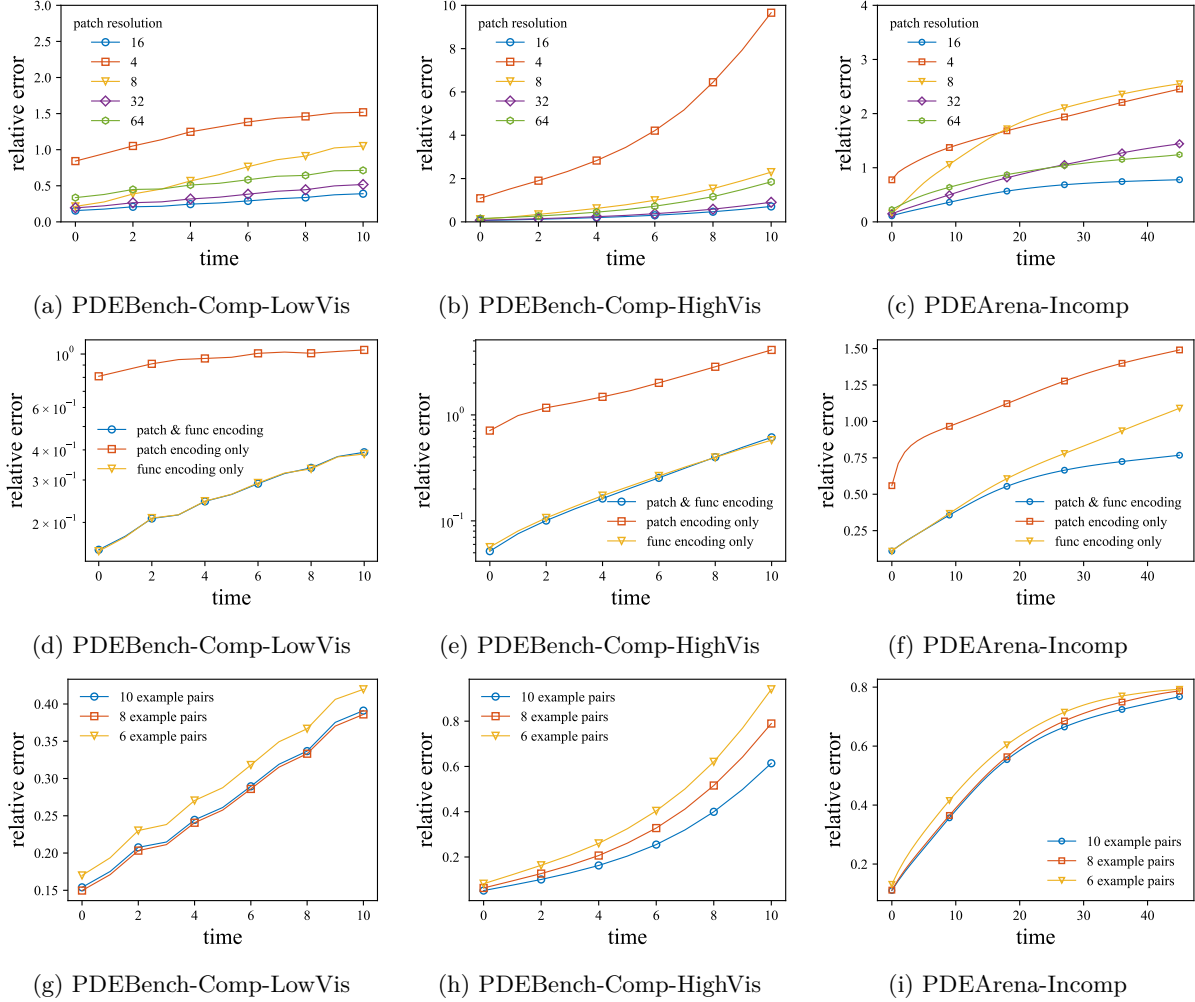 3.0
2.5
2.0
1.5
1.0
0.5
0.0
relative error
patch resolution
16
4
8
32
64
0 2 4 6 8 10
time
(a) PDEBench-Comp-LowVis
10
8
6
4
2
0
relative error
patch resolution
16
4
8
32
64
0 2 4 6 8 10
time
(b) PDEBench-Comp-HighVis
4
3
2
1
0
relative error
patch resolution
16
4
8
32
64
0 10 20 30 40
time
(c) PDEArena-Incomp
10⁰
6 × 10⁻¹
4 × 10⁻¹
3 × 10⁻¹
2 × 10⁻¹
relative error
patch & func encoding
patch encoding only
func encoding only
0 2 4 6 8 10
time
(d) PDEBench-Comp-LowVis
10⁰
10⁻¹
relative error
patch & func encoding
patch encoding only
func encoding only
0 2 4 6 8 10
time
(e) PDEBench-Comp-HighVis
1.50
1.25
1.00
0.75
0.50
0.25
relative error
patch & func encoding
patch encoding only
func encoding only
0 10 20 30 40
time
(f) PDEArena-Incomp
0.40
0.35
0.30
0.25
0.20
0.15
relative error
10 example pairs
8 example pairs
6 example pairs
0 2 4 6 8 10
time
(g) PDEBench-Comp-LowVis
0.8
0.6
0.4
0.2
relative error
10 example pairs
8 example pairs
6 example pairs
0 2 4 6 8 10
time
(h) PDEBench-Comp-HighVis
0.8
0.6
0.4
0.2
relative error
10 example pairs
8 example pairs
6 example pairs
0 10 20 30 40
time
(i) PDEArena-Incomp